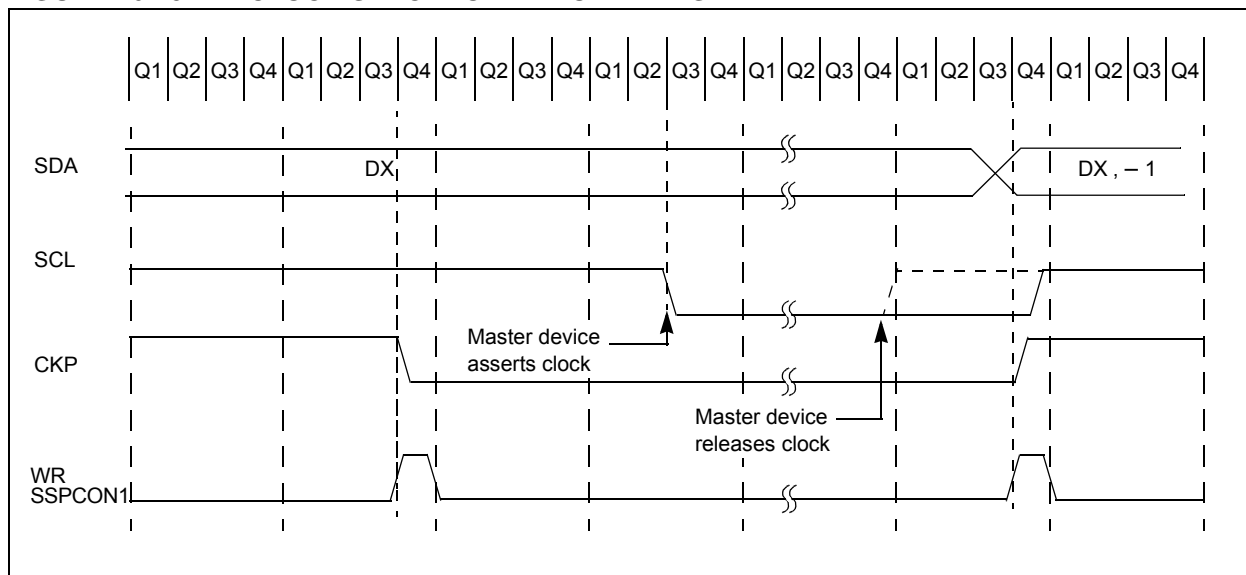 Q1 Q2 Q3 Q4 Q1 Q2 Q3 Q4 Q1 Q2 Q3 Q4 Q1 Q2 Q3 Q4 Q1 Q2 Q3 Q4 Q1 Q2 Q3 Q4 Q1 Q2 Q3 Q4
SDA
DX
DX , – 1
SCL
Master device
asserts clock
CKP
Master device
releases clock
WR
SSPCON1